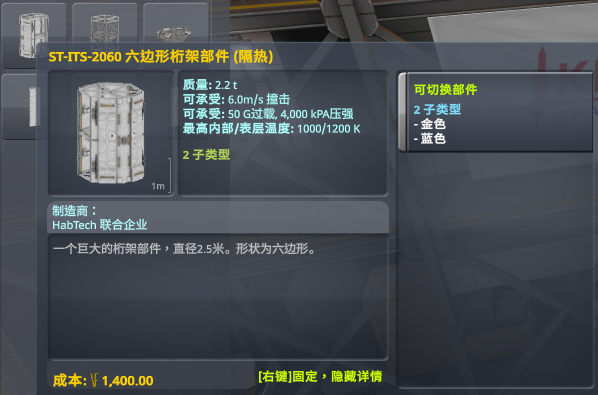 ST-ITS-2060 六边形桁架部件 (隔热)
质量: 2.2 t
可承受: 6.0m/s 撞击
可承受: 50 G过载, 4,000 kPa压强
最高内部/表层温度: 1000/1200 K
2 子类型
1m
可切换部件
2 子类型
- 金色
- 蓝色
制造商：
HabTech 联合企业
一个巨大的桁架部件，直径2.5米。形状为六边形。
成本: 1,400.00
[右键]固定，隐藏详情